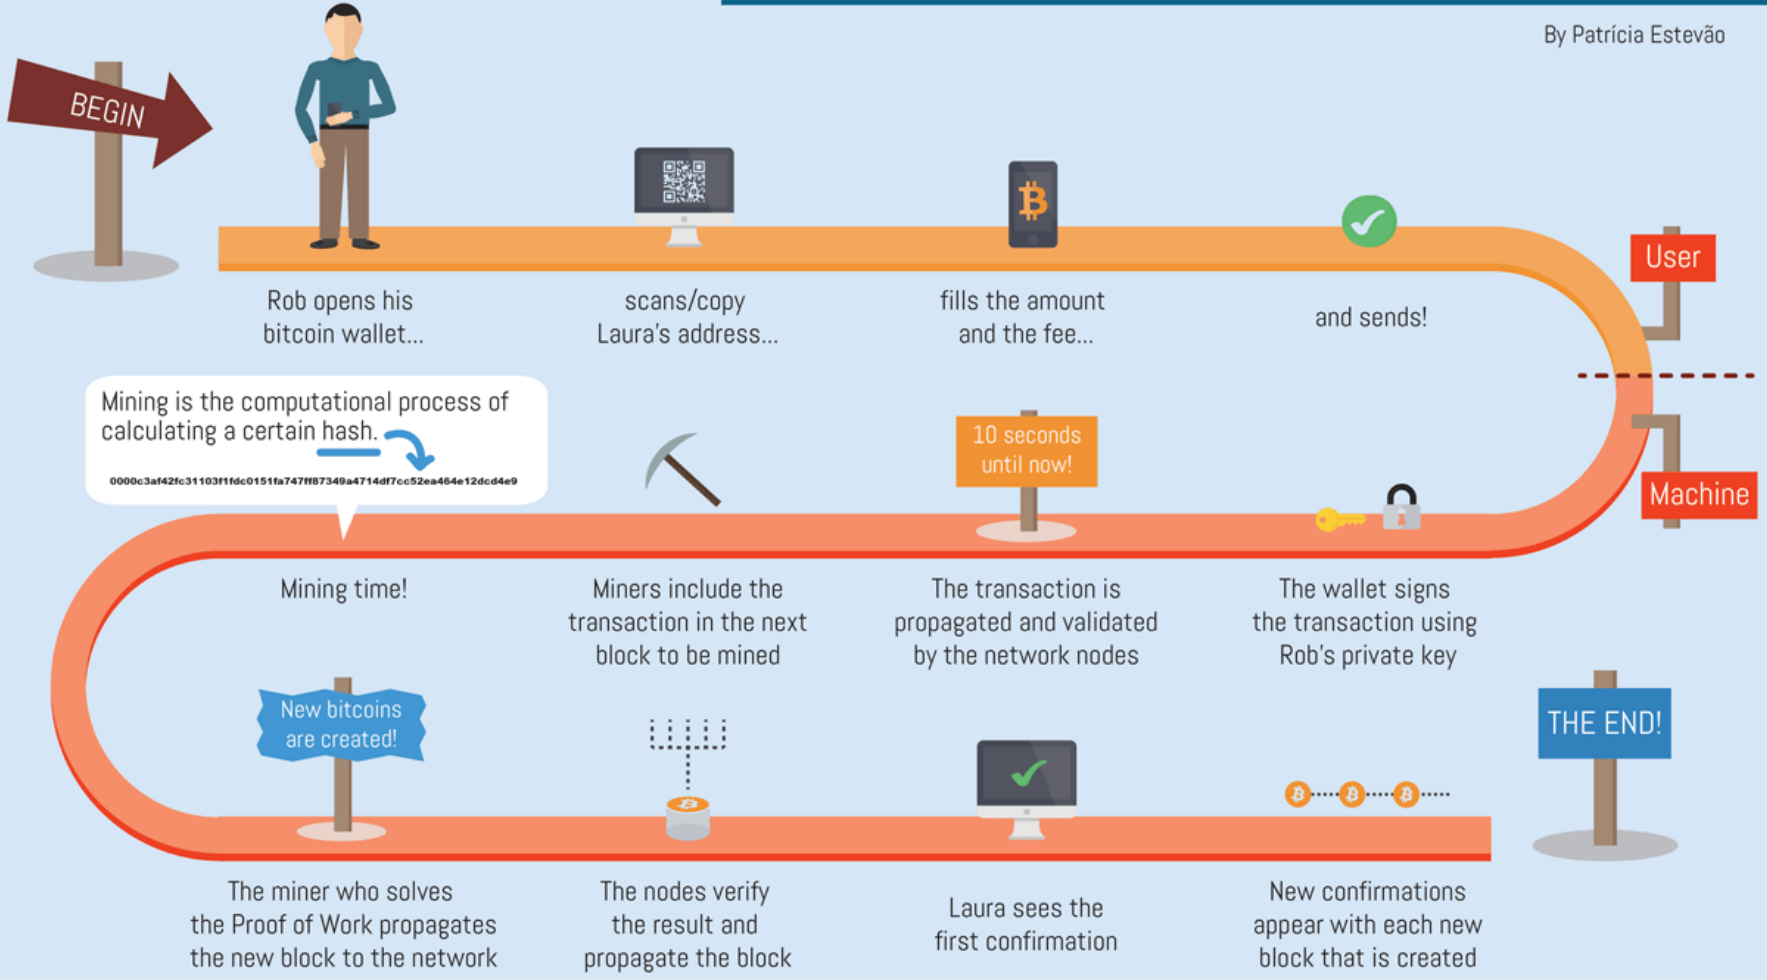 By Patrícia Estevão
BEGIN
Rob opens his
bitcoin wallet...
scans/copy
Laura's address...
fills the amount
and the fee...
and sends!
User
Machine
The wallet signs
the transaction using
Rob's private key
10 seconds
until now!
The transaction is
propagated and validated
by the network nodes
Miners include the
transaction in the next
block to be mined
Mining is the computational process of
calculating a certain hash.
0000c3af42fc31103f1fdc0151fa747ff87349a4714df7cc52ea464e12dcd4e9
Mining time!
New bitcoins
are created!
The miner who solves
the Proof of Work propagates
the new block to the network
The nodes verify
the result and
propagate the block
Laura sees the
first confirmation
New confirmations
appear with each new
block that is created
THE END!